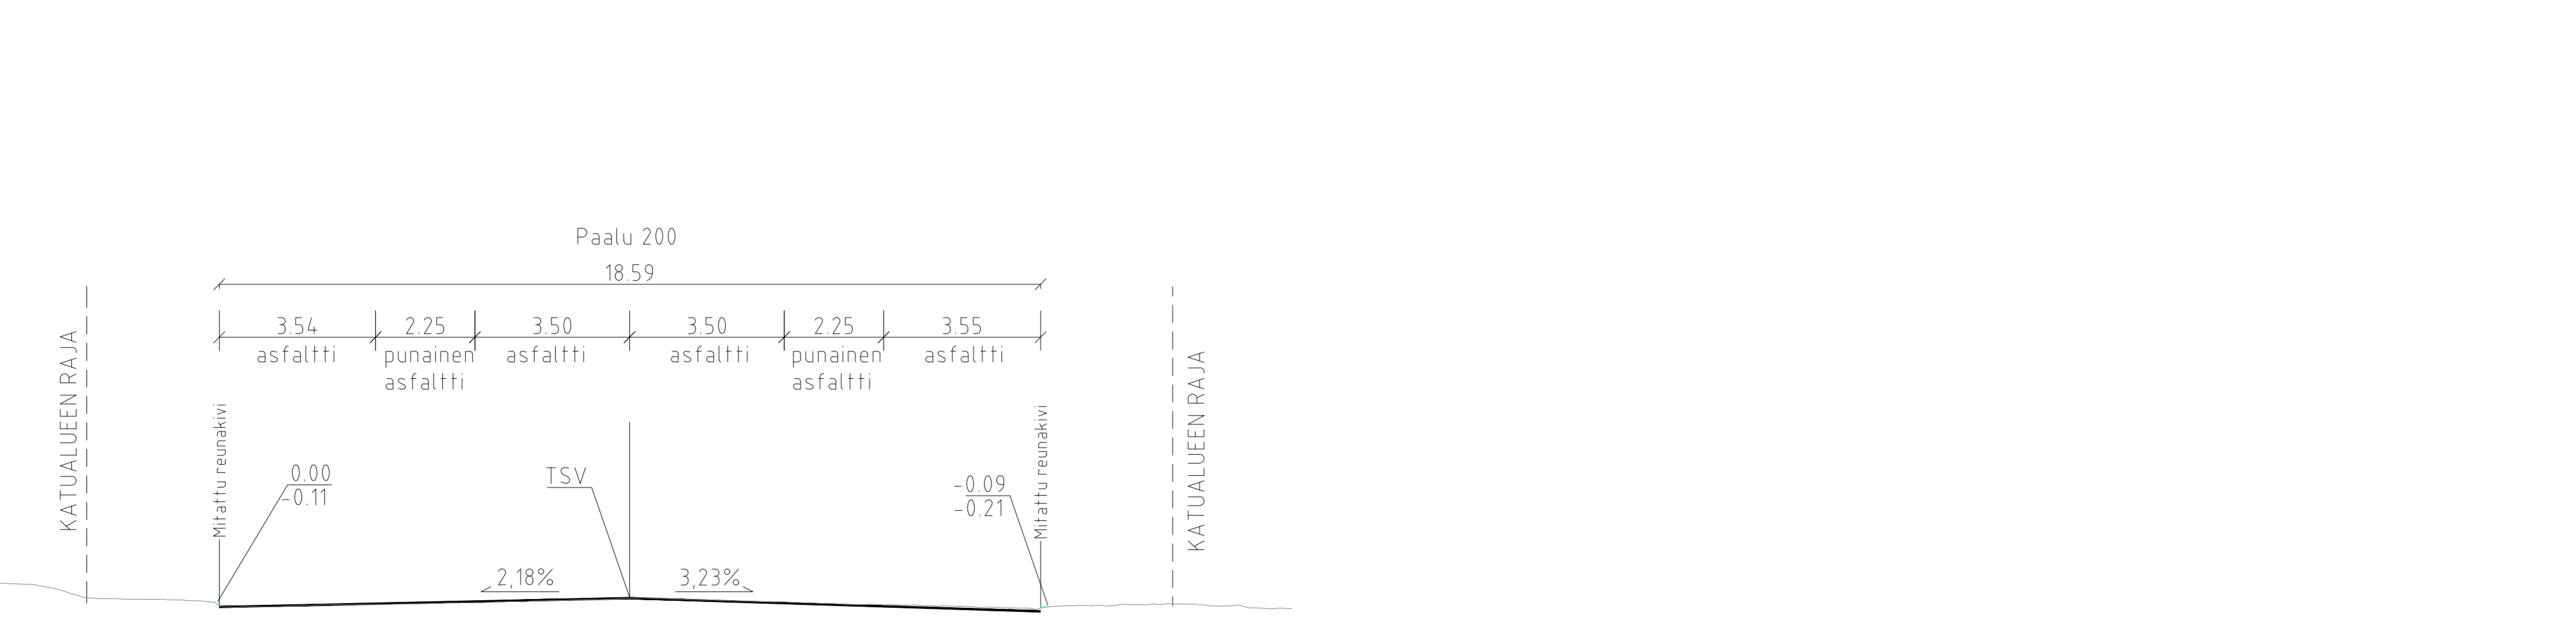 Paalu 200
18.59
3.54
2.25
3.50
3.50
2.25
3.55
asfaltti
punainen
asfaltti
asfaltti
asfaltti
punainen
asfaltti
asfaltti
KATUALUEEN RAJA
Mitattu reunakivi
0.00
-0.11
TSV
2,18%
3,23%
-0.09
-0.21
Mitattu reunakivi
KATUALUEEN RAJA